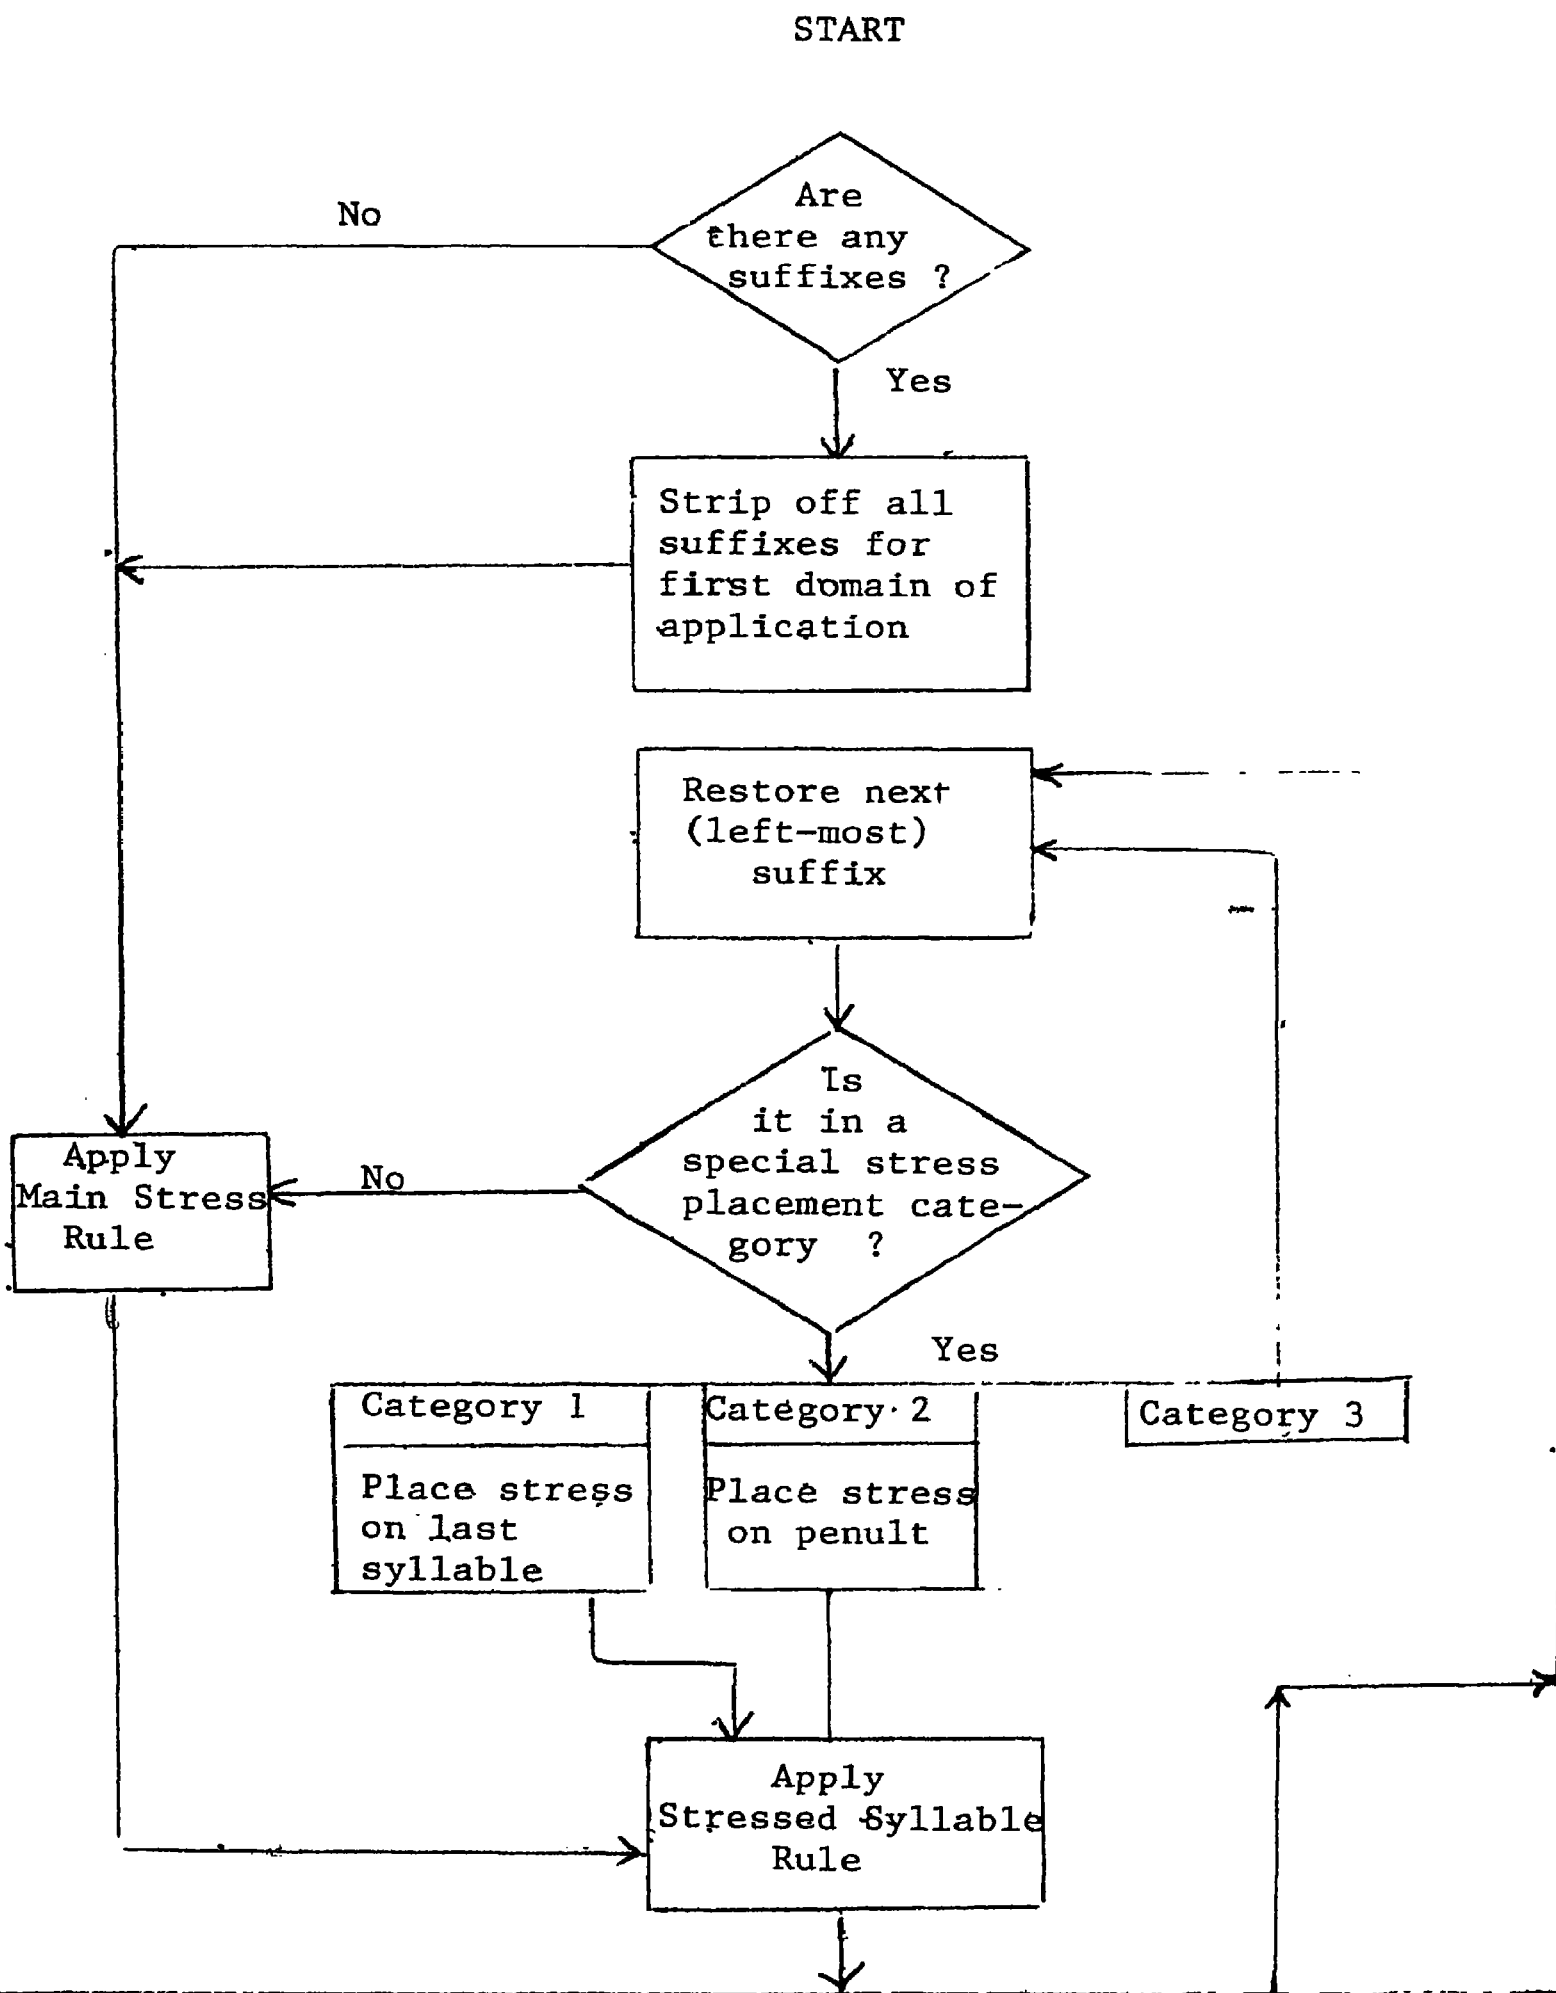 START
Are
there any
suffixes ?
No
Yes
Strip off all
suffixes for
first domain of
application
Restore next
(left-most)
suffix
Is
it in a
special stress
placement cate-
gory ?
No
Apply
Main Stress
Rule
Yes
Category 1
Place stress
on last
syllable
Category 2
Place stress
on penult
Category 3
Apply
Stressed Syllable
Rule